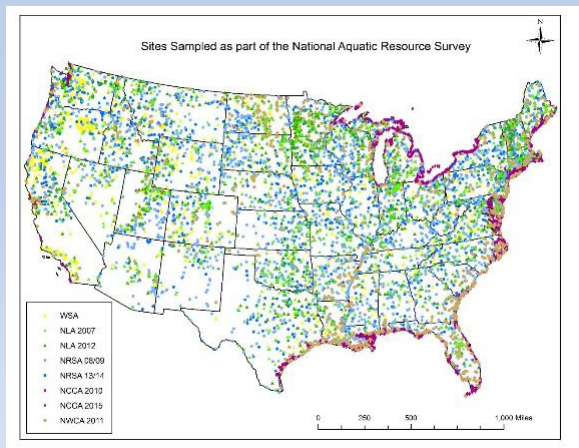 Sites Sampled as part of the National Aquatic Resource Survey
N
WSA
NLA 2007
NLA 2012
NRSA 08/09
NRSA 13/14
NCCA 2010
NCCA 2015
NWCA 2011
0 250 500 1,000 Miles